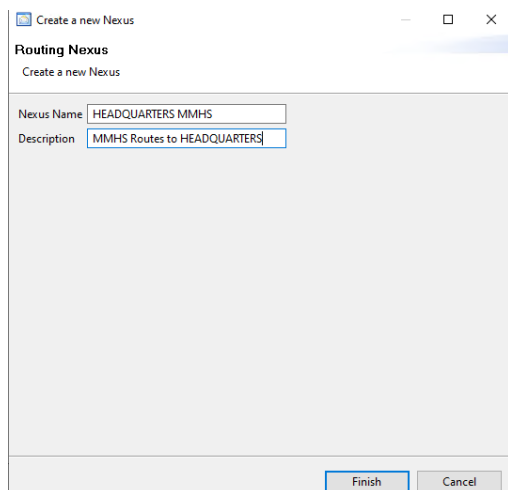 Create a new Nexus
Routing Nexus
Create a new Nexus
Nexus Name HEADQUARTERS MMHS
Description MMHS Routes to HEADQUARTERS
Finish Cancel